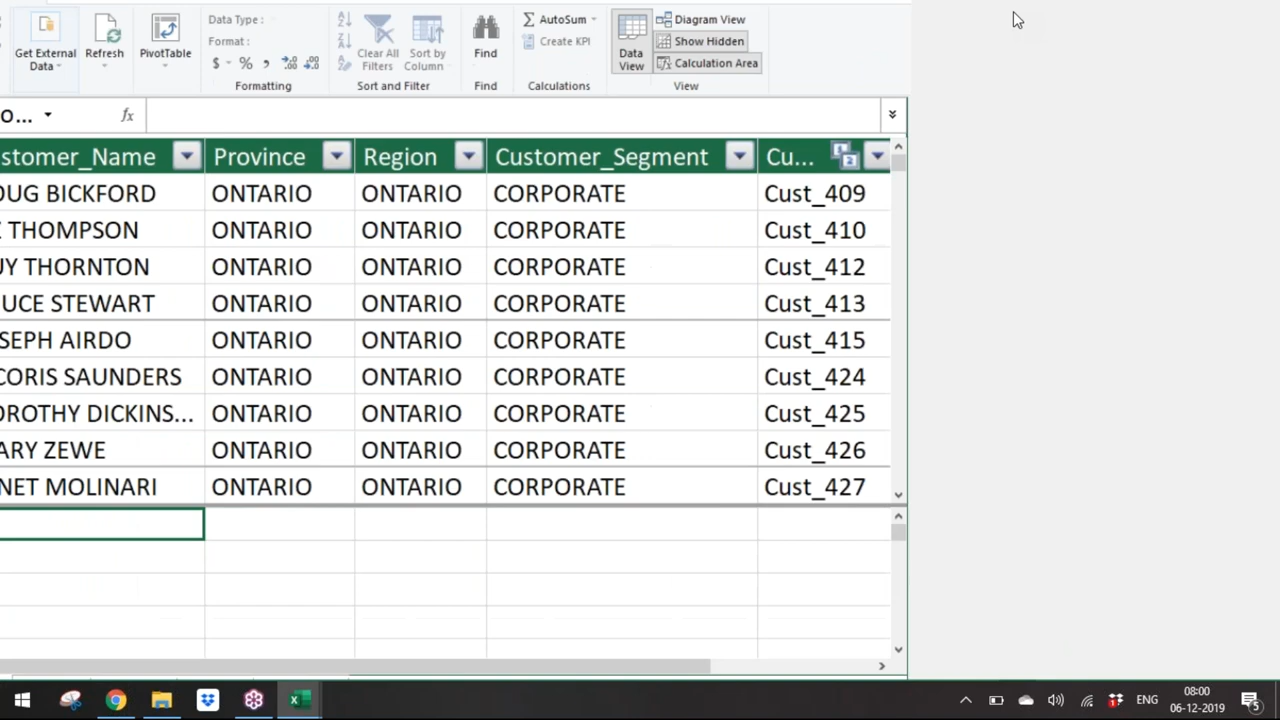 Get External
Data
Refresh
PivotTable
Data Type :
Format :
$ % ,
Formatting
Clear All
Filters
Sort by
Column
Sort and Filter
Find
Find
AutoSum
Create KPI
Calculations
Data
View
Diagram View
Show Hidden
Calculation Area
View
O... fx
stomer_Name Province Region Customer_Segment Cu...
OUG BICKFORD ONTARIO ONTARIO CORPORATE Cust_409
THOMPSON ONTARIO ONTARIO CORPORATE Cust_410
UY THORNTON ONTARIO ONTARIO CORPORATE Cust_412
UCE STEWART ONTARIO ONTARIO CORPORATE Cust_413
SEPH AIRDO ONTARIO ONTARIO CORPORATE Cust_415
CORIS SAUNDERS ONTARIO ONTARIO CORPORATE Cust_424
OROTHY DICKINS... ONTARIO ONTARIO CORPORATE Cust_425
ARY ZEWE ONTARIO ONTARIO CORPORATE Cust_426
NET MOLINARI ONTARIO ONTARIO CORPORATE Cust_427
ENG
08:00
06-12-2019
5